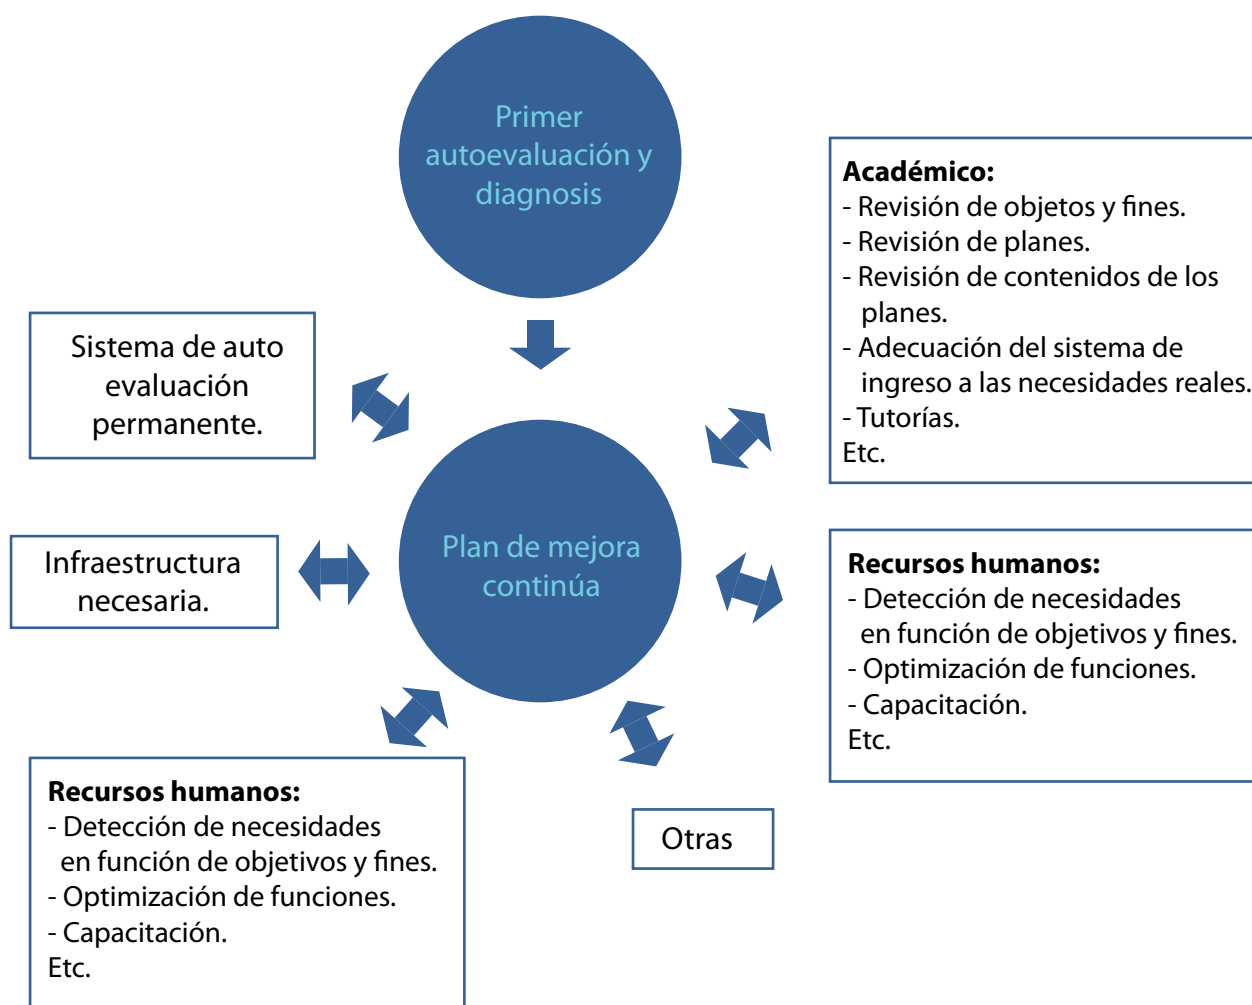 Primer
autoevaluación y
diagnosis
Académico:
- Revisión de objetos y fines.
- Revisión de planes.
- Revisión de contenidos de los
planes.
- Adecuación del sistema de
ingreso a las necesidades reales.
- Tutorías.
Etc.
Sistema de auto
evaluación
permanente.
Plan de mejora
continúa
Infraestructura
necesaria.
Recursos humanos:
- Detección de necesidades
en función de objetivos y fines.
- Optimización de funciones.
- Capacitación.
Etc.
Recursos humanos:
- Detección de necesidades
en función de objetivos y fines.
- Optimización de funciones.
- Capacitación.
Etc.
Otras